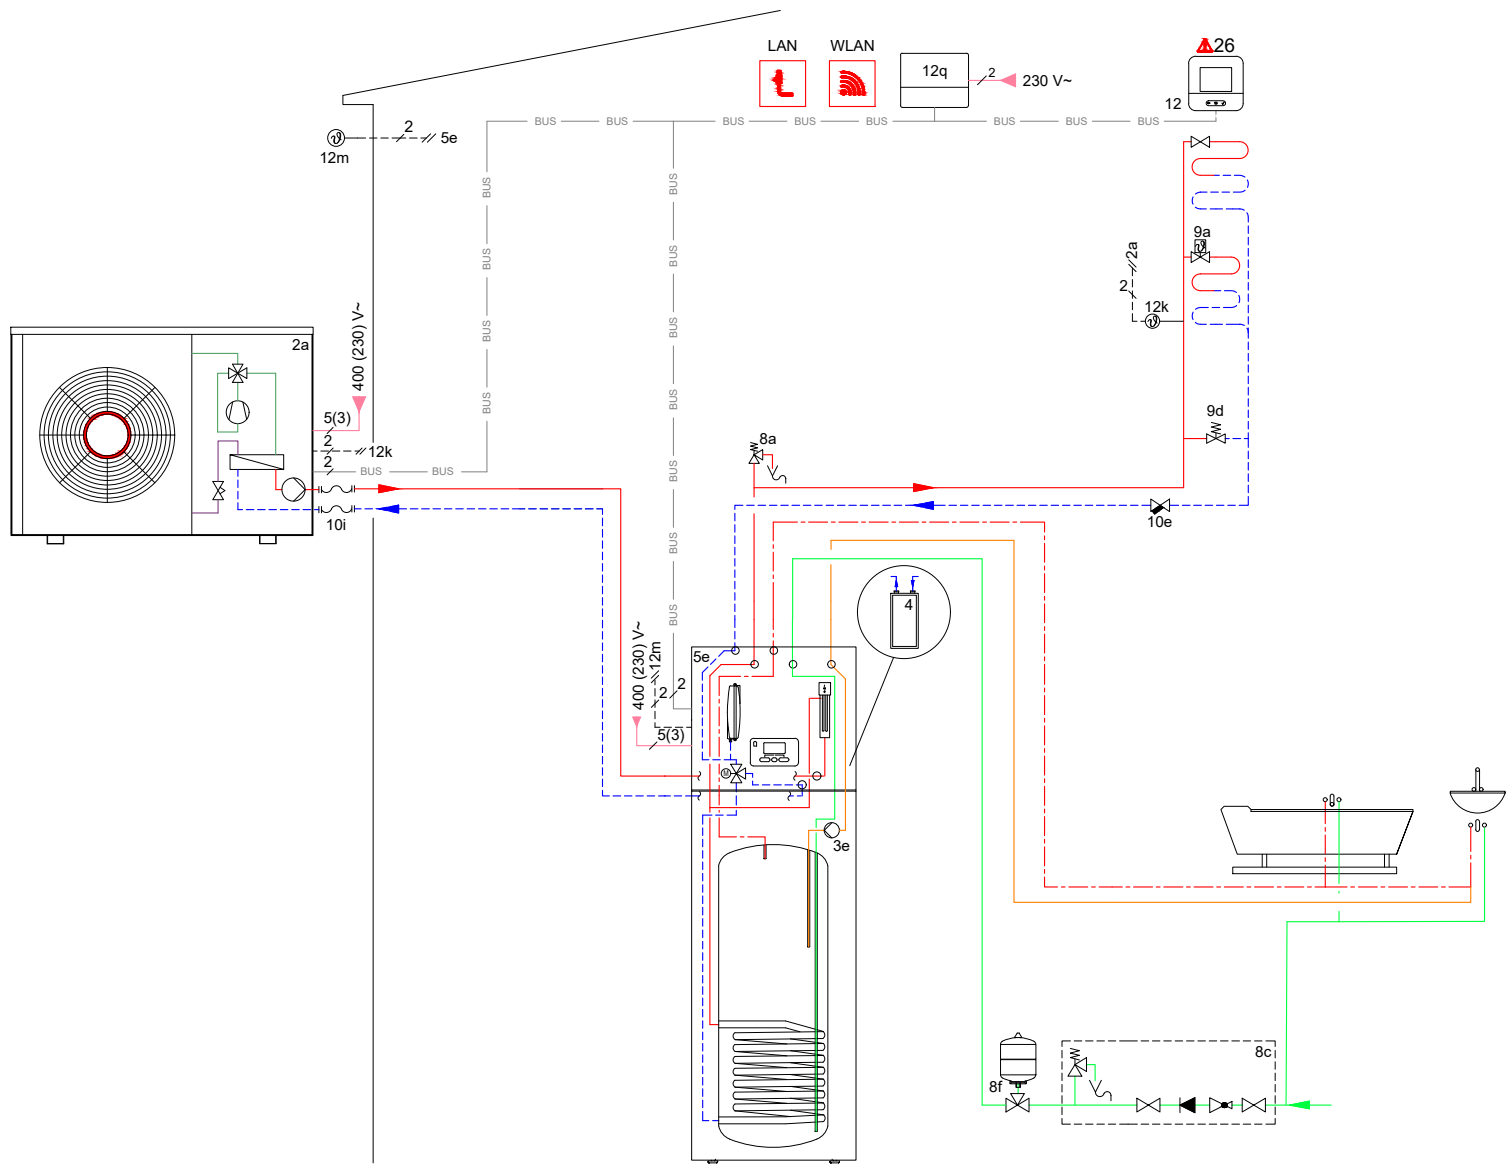 LAN
WLAN
12q
2
230 V~
26
12
BUS BUS BUS BUS BUS BUS BUS BUS
12m
2
5e
BUS
BUS
BUS
BUS
BUS
BUS
BUS
BUS
BUS
BUS
BUS
9a
2a
2
12k
2a
400 (230) V~
5(3)
2
12k
2
BUS BUS
10i
8a
9d
10e
4
5e
400 (230) V~
12m
2
2
5(3)
M
3e
8f
8c